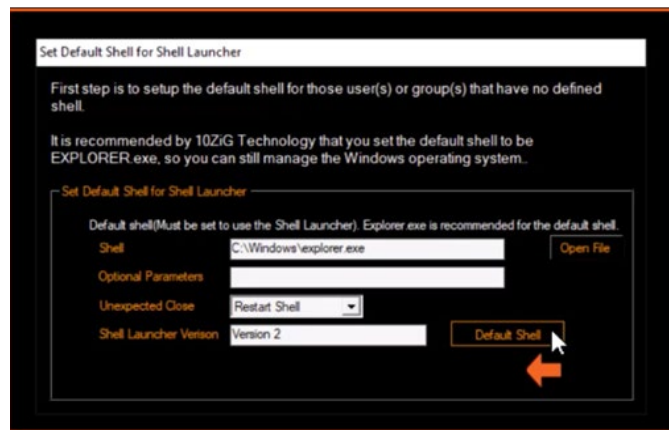 Set Default Shell for Shell Launcher
First step is to setup the default shell for those user(s) or group(s) that have no defined
shell.
It is recommended by 10ZiG Technology that you set the default shell to be
EXPLORER.exe, so you can still manage the Windows operating system..
Set Default Shell for Shell Launcher
Default shell(Must be set to use the Shell Launcher). Explorer.exe is recommended for the default shell.
Shell C:\Windows\explorer.exe Open File
Optional Parameters
Unexpected Close Restart Shell
Shell Launcher Verison Version 2 Default Shell